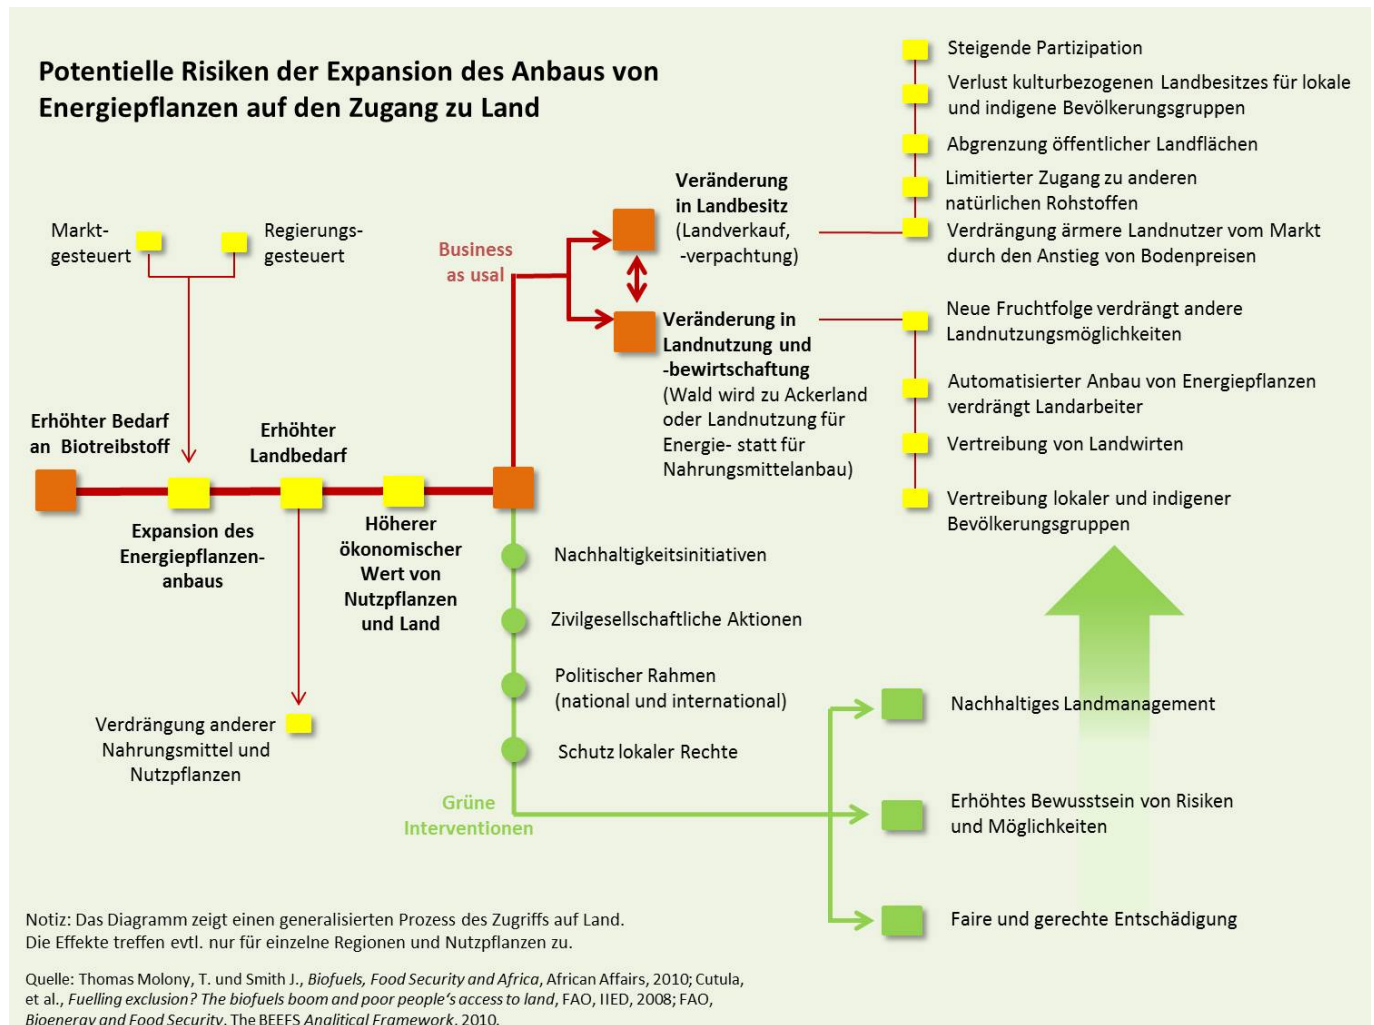 Potentielle Risiken der Expansion des Anbaus von
Energiepflanzen auf den Zugang zu Land
Markt-
gesteuert
Regierungs-
gesteuert
Erhöhter Bedarf
an Biotreibstoff
Expansion des
Energiepflanzen-
anbaus
Erhöhter
Landbedarf
Verdrängung anderer
Nahrungsmittel und
Nutzpflanzen
Höherer
ökonomischer
Wert von
Nutzpflanzen
und Land
Business
as usal
Veränderung
in Landbesitz
(Landverkauf,
-verpachtung)
Veränderung in
Landnutzung und
-bewirtschaftung
(Wald wird zu Ackerland
oder Landnutzung für
Energie- statt für
Nahrungsmittelanbau)
Steigende Partizipation
Verlust kulturbezogenen Landbesitzes für lokale
und indigene Bevölkerungsgruppen
Abgrenzung öffentlicher Landflächen
Limitierter Zugang zu anderen
natürlichen Rohstoffen
Verdrängung ärmere Landnutzer vom Markt
durch den Anstieg von Bodenpreisen
Neue Fruchtfolge verdrängt andere
Landnutzungsmöglichkeiten
Automatisierter Anbau von Energiepflanzen
verdrängt Landarbeiter
Vertreibung von Landwirten
Vertreibung lokaler und indigener
Bevölkerungsgruppen
Nachhaltigkeitsinitiativen
Zivilgesellschaftliche Aktionen
Politischer Rahmen
(national und international)
Schutz lokaler Rechte
Grüne
Interventionen
Nachhaltiges Landmanagement
Erhöhtes Bewusstsein von Risiken
und Möglichkeiten
Faire und gerechte Entschädigung
Notiz: Das Diagramm zeigt einen generalisierten Prozess des Zugriffs auf Land.
Die Effekte treffen evtl. nur für einzelne Regionen und Nutzpflanzen zu.
Quelle: Thomas Molony, T. und Smith J., Biofuels, Food Security and Africa, African Affairs, 2010; Cutula,
et al., Fuelling exclusion? The biofuels boom and poor people's access to land, FAO, IIED, 2008; FAO,
Bioenergy and Food Security, The BEEFS Analitical Framework, 2010.